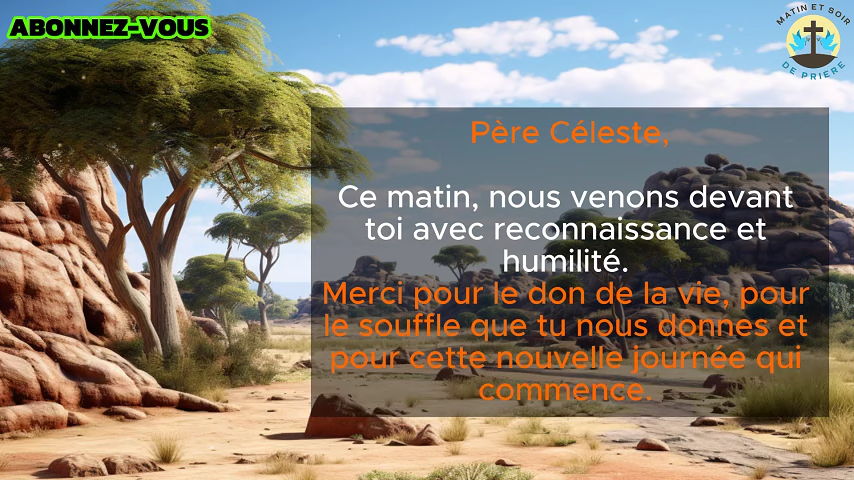 ABONNEZ-VOUS
MATIN ET SOIR
DE PRIERE
Père Céleste,
Ce matin, nous venons devant
toi avec reconnaissance et
humilité.
Merci pour le don de la vie, pour
le souffle que tu nous donnes et
pour cette nouvelle journée qui
commence.